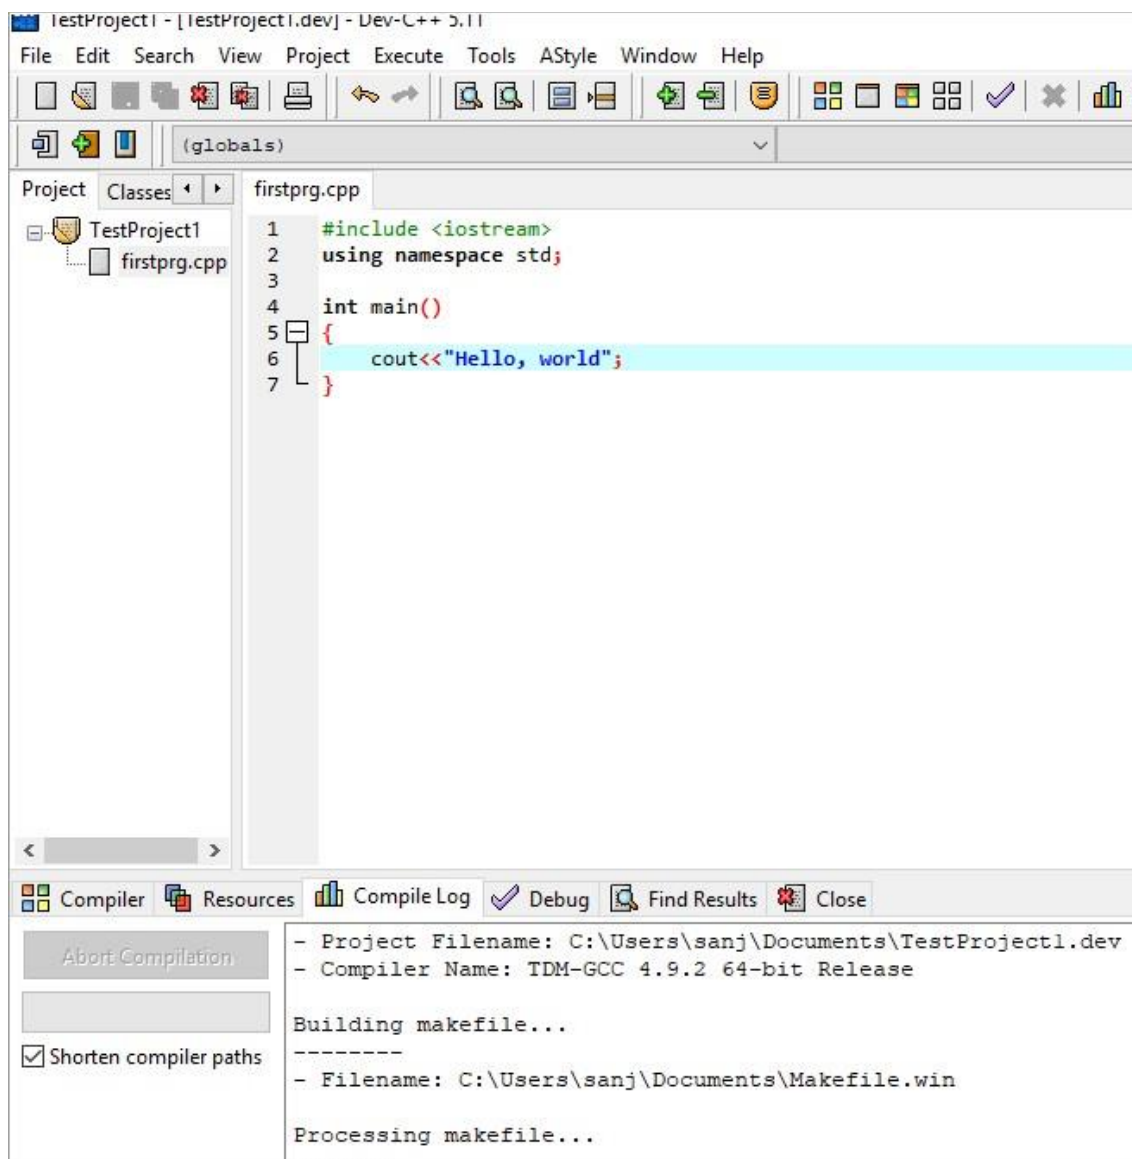 TestProject1 - [TestProject1.dev] - Dev-C++ 5.11
File Edit Search View Project Execute Tools AStyle Window Help
(globals)
Project Classes firstprg.cpp
TestProject1
firstprg.cpp
1 #include <iostream>
2 using namespace std;
3
4 int main()
5 {
6 cout<<"Hello, world";
7 }
Compiler Resources Compile Log Debug Find Results Close
Abort Compilation
Shorten compiler paths
- Project Filename: C:\Users\sanj\Documents\TestProject1.dev
- Compiler Name: TDM-GCC 4.9.2 64-bit Release
Building makefile...
--------
- Filename: C:\Users\sanj\Documents\Makefile.win
Processing makefile...